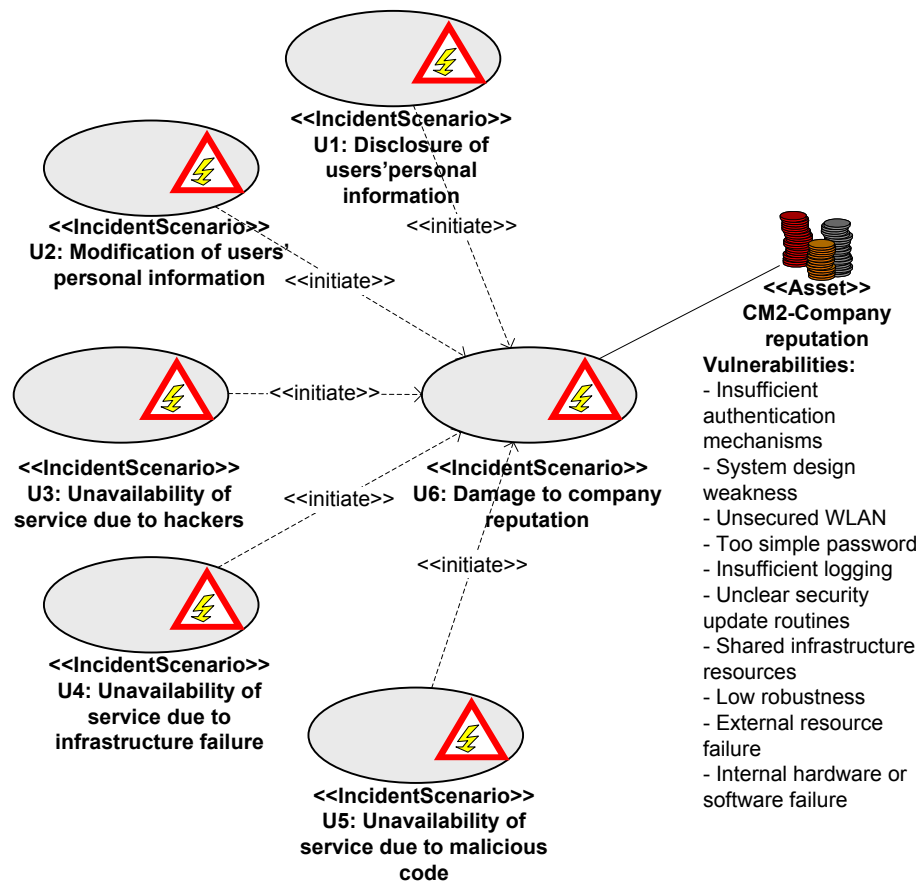 <<IncidentScenario>>
U1: Disclosure of
users'personal
information
<<initiate>>
<<IncidentScenario>>
U2: Modification of users'
personal information
<<initiate>>
<<Asset>>
CM2-Company
reputation
Vulnerabilities:
- Insufficient
authentication
mechanisms
- System design
weakness
- Unsecured WLAN
- Too simple password
- Insufficient logging
- Unclear security
update routines
- Shared infrastructure
resources
- Low robustness
- External resource
failure
- Internal hardware or
software failure
<<initiate>>
<<IncidentScenario>>
U3: Unavailability of
service due to hackers
<<IncidentScenario>>
U6: Damage to company
reputation
<<initiate>>
<<initiate>>
<<IncidentScenario>>
U4: Unavailability of
service due to
infrastructure failure
<<IncidentScenario>>
U5: Unavailability of
service due to malicious
code